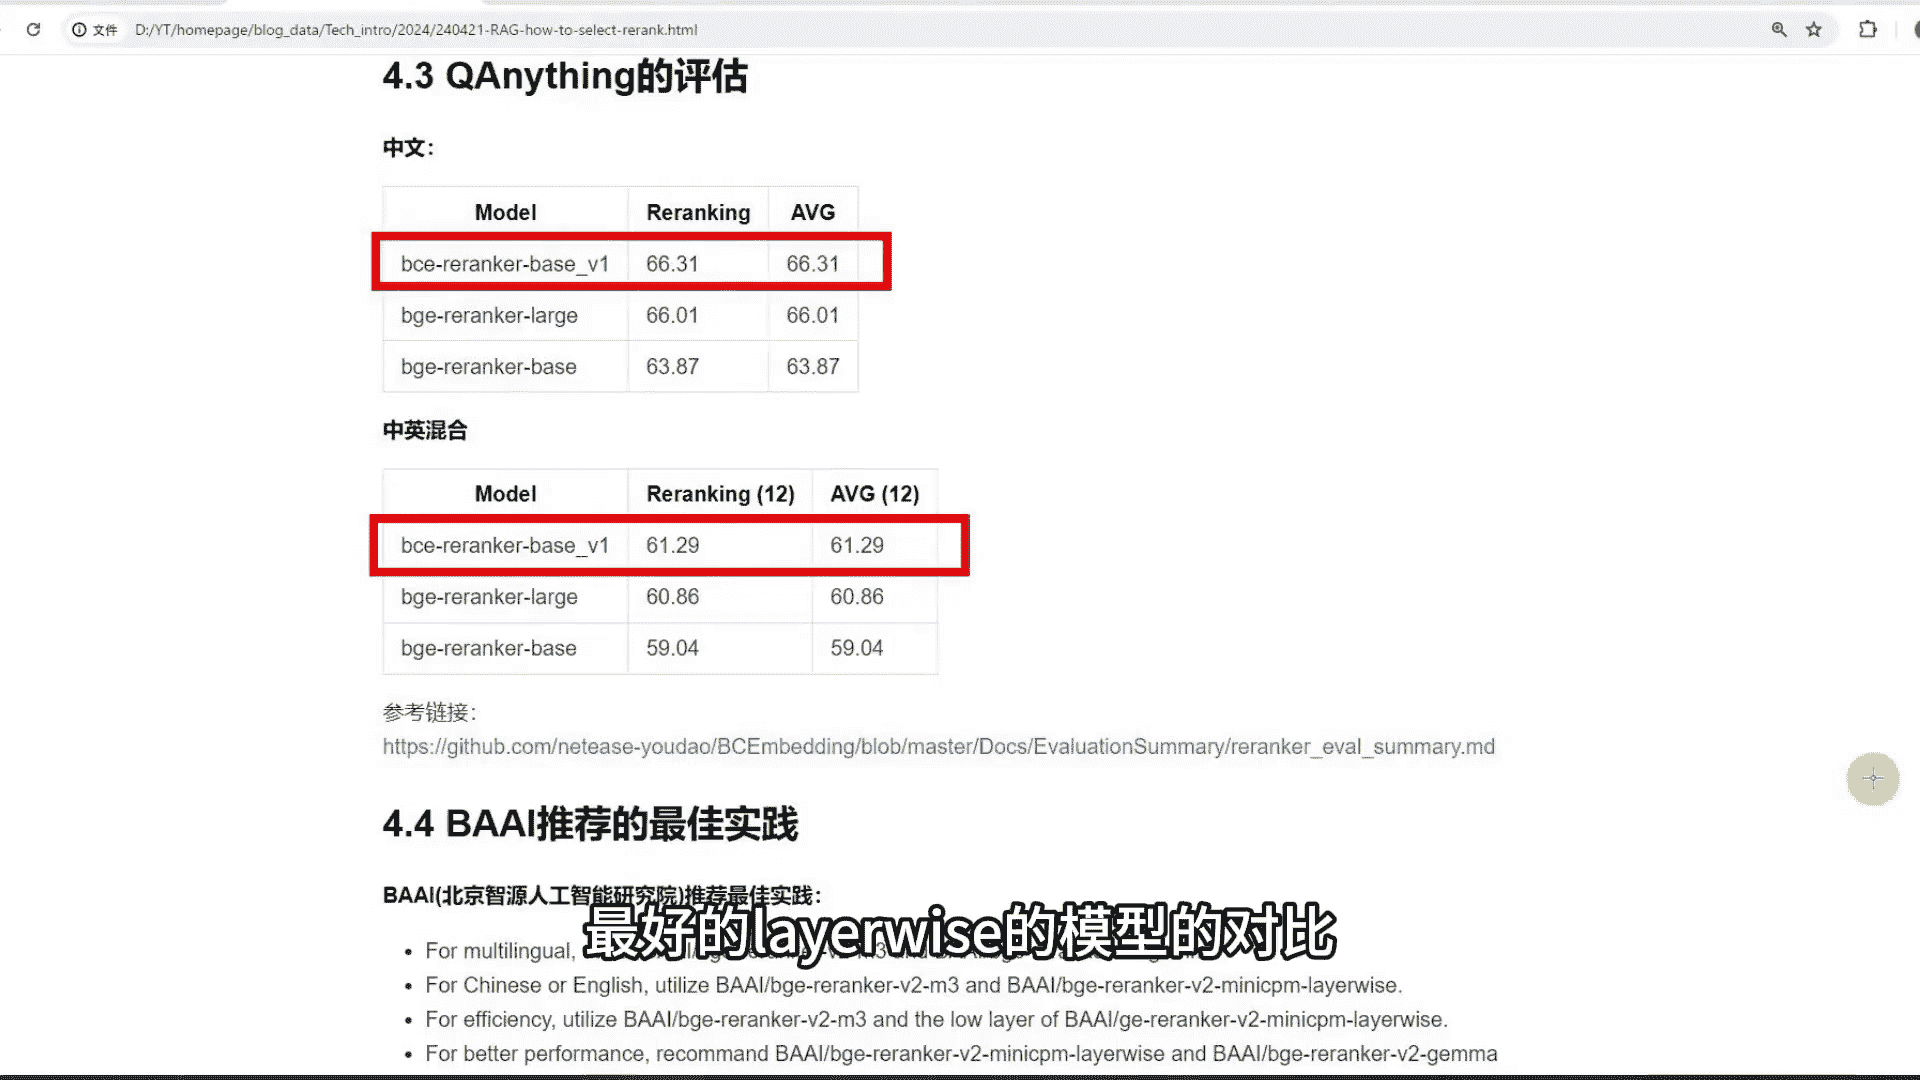 文件 D:/YT/homepage/blog_data/Tech_intro/2024/240421-RAG-how-to-select-rerank.html
4.3 QAnything的评估
中文：
Model Reranking AVG
bce-reranker-base_v1 66.31 66.31
bge-reranker-large 66.01 66.01
bge-reranker-base 63.87 63.87
中英混合
Model Reranking (12) AVG (12)
bce-reranker-base_v1 61.29 61.29
bge-reranker-large 60.86 60.86
bge-reranker-base 59.04 59.04
参考链接：
https://github.com/netease-youdao/BCEmbedding/blob/master/Docs/EvaluationSummary/reranker_eval_summary.md
4.4 BAAI推荐的最佳实践
BAAI(北京智源人工智能研究院)推荐最佳实践：
最好的layerwise的模型的对比
• For multilingual,
• For Chinese or English, utilize BAAI/bge-reranker-v2-m3 and BAAI/bge-reranker-v2-minicpm-layerwise.
• For efficiency, utilize BAAI/bge-reranker-v2-m3 and the low layer of BAAI/ge-reranker-v2-minicpm-layerwise.
• For better performance, recommand BAAI/bge-reranker-v2-minicpm-layerwise and BAAI/bge-reranker-v2-gemma